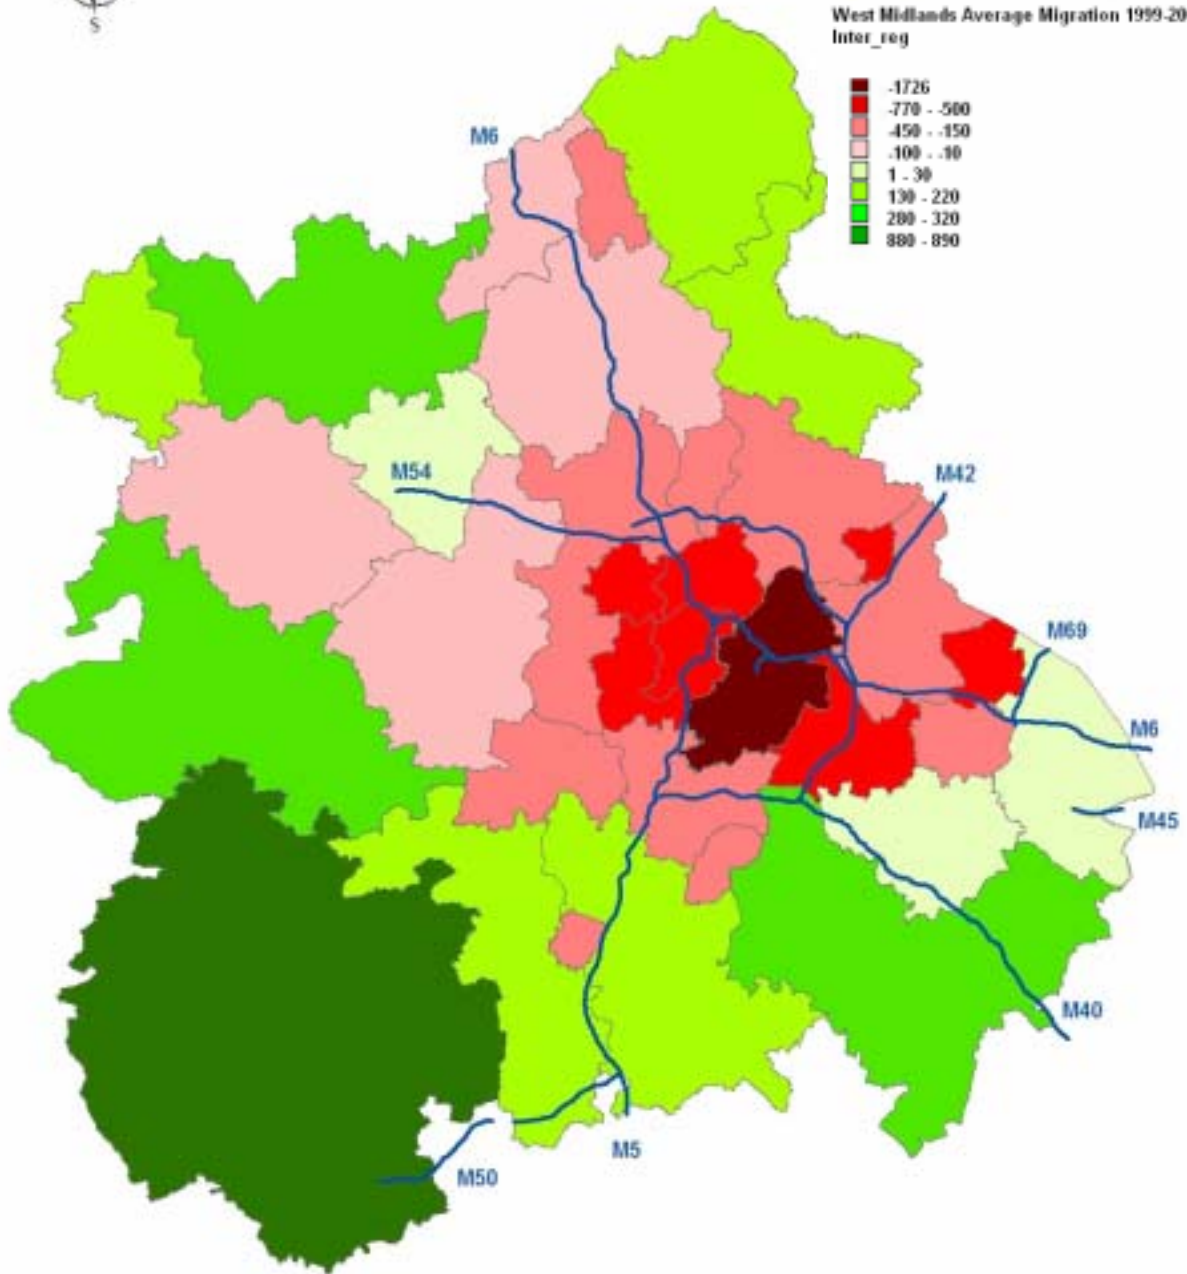 S
West Midlands Average Migration 1999-20
Inter_reg
-1726
-770 - -500
-450 - -150
-100 - -10
1 - 30
130 - 220
280 - 320
880 - 890
M6
M54
M42
M69
M6
M45
M40
M5
M50